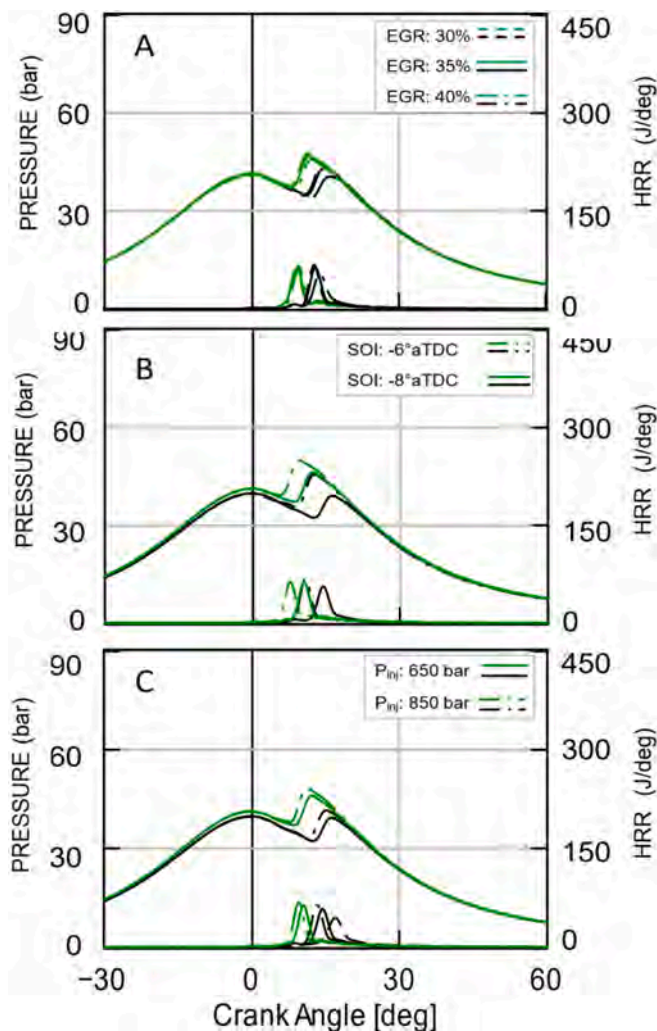 A
EGR: 30%
EGR: 35%
EGR: 40%
PRESSURE (bar)
90
60
30
0
HRR (J/deg)
450
300
150
0
B
SOI: -6°aTDC
SOI: -8°aTDC
PRESSURE (bar)
90
60
30
0
HRR (J/deg)
450
300
150
0
C
Pinj: 650 bar
Pinj: 850 bar
PRESSURE (bar)
90
60
30
0
HRR (J/deg)
450
300
150
0
−30 0 30 60
Crank Angle [deg]